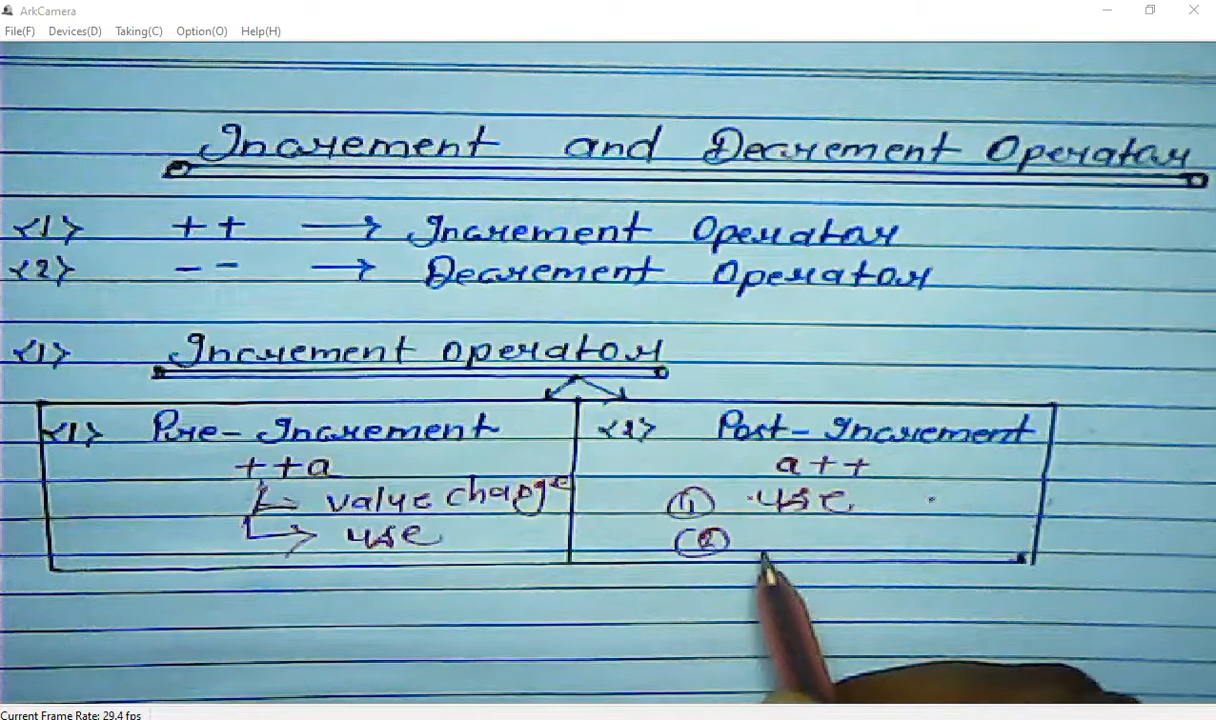 ArkCamera
File(F) Devices(D) Taking(C) Option(O) Help(H)
Increment and Decrement Operator
<1> ++ → Increment Operator
<2> -- → Decrement Operator
<1> Increment Operator
<1> Pre-Increment <2> Post-Increment
++a a++
value change ① use
use ②
Current Frame Rate: 29.4 fps